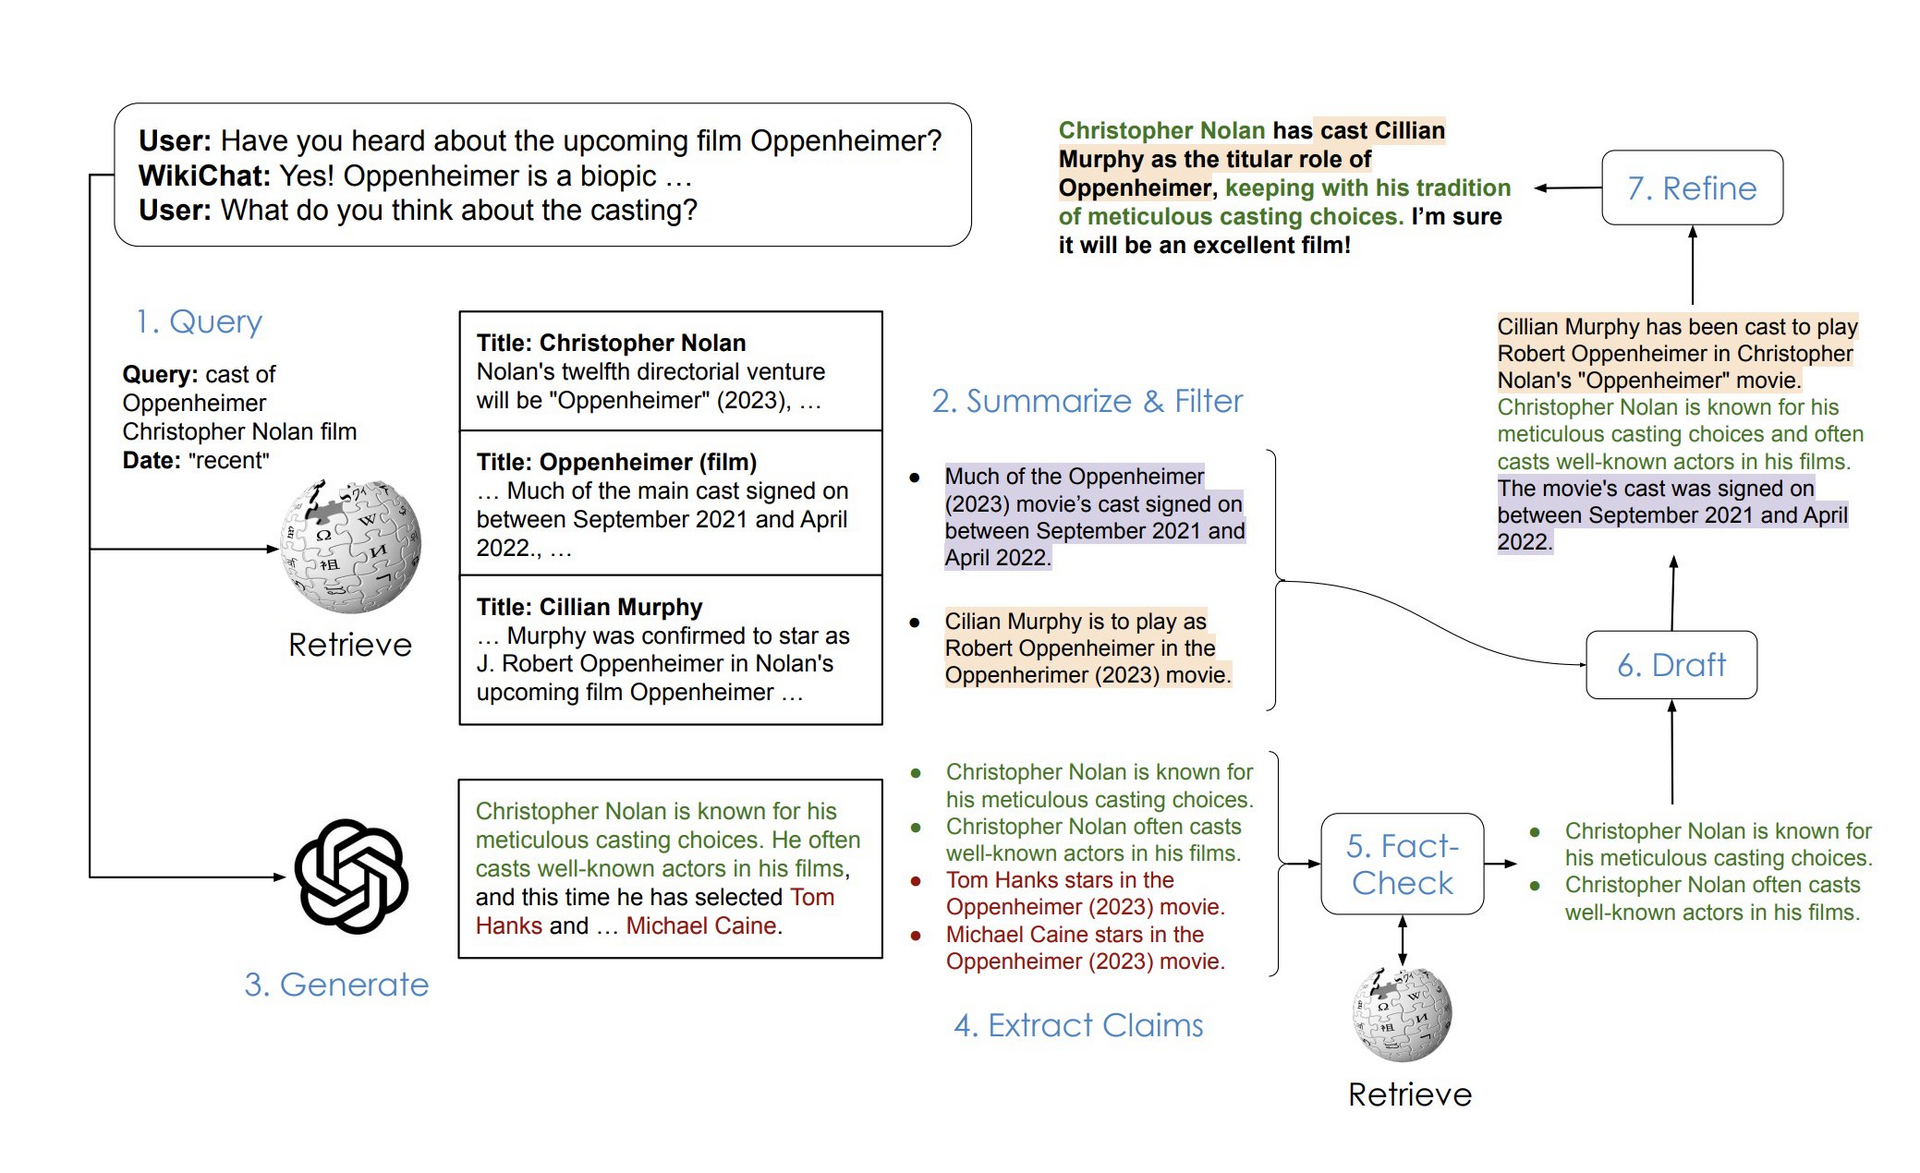 User: Have you heard about the upcoming film Oppenheimer?
WikiChat: Yes! Oppenheimer is a biopic …
User: What do you think about the casting?
1. Query
Query: cast of
Oppenheimer
Christopher Nolan film
Date: "recent"
Retrieve
Title: Christopher Nolan
Nolan's twelfth directorial venture
will be "Oppenheimer" (2023), …
Title: Oppenheimer (film)
… Much of the main cast signed on
between September 2021 and April
2022., …
Title: Cillian Murphy
… Murphy was confirmed to star as
J. Robert Oppenheimer in Nolan's
upcoming film Oppenheimer …
2. Summarize & Filter
● Much of the Oppenheimer
(2023) movie’s cast signed on
between September 2021 and
April 2022.
● Cilian Murphy is to play as
Robert Oppenheimer in the
Oppenherimer (2023) movie.
3. Generate
Christopher Nolan is known for his
meticulous casting choices. He often
casts well-known actors in his films,
and this time he has selected Tom
Hanks and … Michael Caine.
● Christopher Nolan is known for
his meticulous casting choices.
● Christopher Nolan often casts
well-known actors in his films.
● Tom Hanks stars in the
Oppenheimer (2023) movie.
● Michael Caine stars in the
Oppenheimer (2023) movie.
4. Extract Claims
5. Fact-
Check
Retrieve
● Christopher Nolan is known for
his meticulous casting choices.
● Christopher Nolan often casts
well-known actors in his films.
6. Draft
Cillian Murphy has been cast to play
Robert Oppenheimer in Christopher
Nolan's "Oppenheimer" movie.
Christopher Nolan is known for his
meticulous casting choices and often
casts well-known actors in his films.
The movie's cast was signed on
between September 2021 and April
2022.
7. Refine
Christopher Nolan has cast Cillian
Murphy as the titular role of
Oppenheimer, keeping with his tradition
of meticulous casting choices. I’m sure
it will be an excellent film!